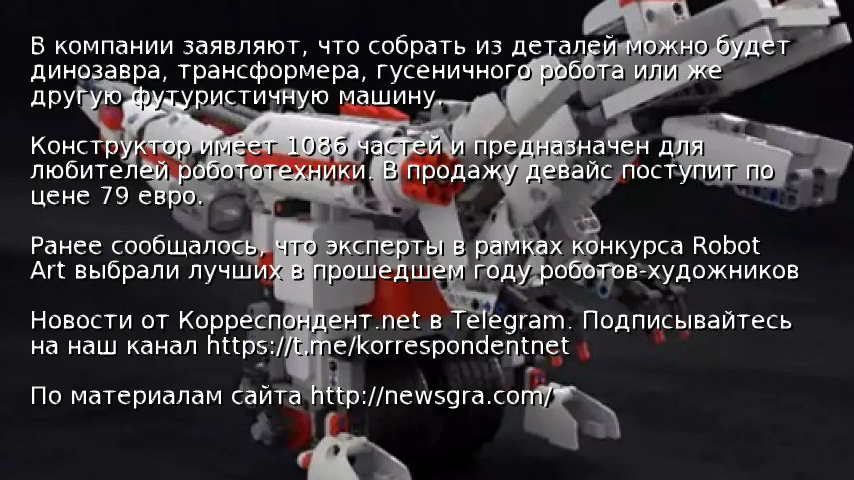 В компании заявляют, что собрать из деталей можно будет
динозавра, трансформера, гусеничного робота или же
другую футуристичную машину.
Конструктор имеет 1086 частей и предназначен для
любителей робототехники. В продажу девайс поступит по
цене 79 евро.
Ранее сообщалось, что эксперты в рамках конкурса Robot
Art выбрали лучших в прошедшем году роботов-художников
Новости от Корреспондент.net в Telegram. Подписывайтесь
на наш канал https://t.me/korrespondentnet
По материалам сайта http://newsgra.com/